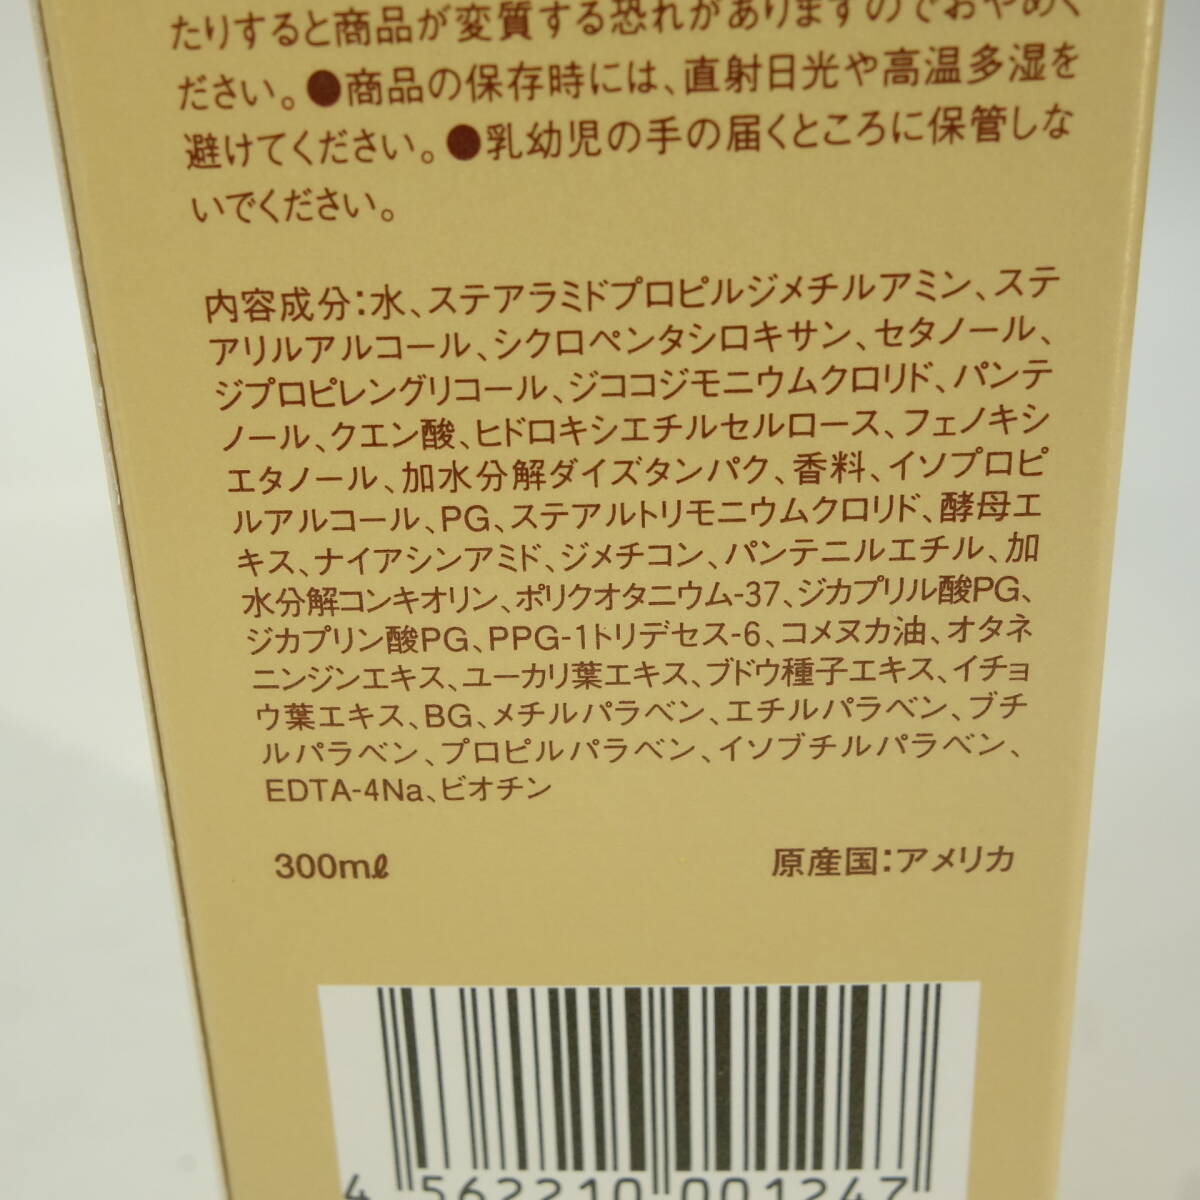 たりすると商品が変質する恐れがありますのでおやめく
ださい。●商品の保存時には、直射日光や高温多湿を
避けてください。●乳幼児の手の届くところに保管しな
いでください。
内容成分：水、ステアラミドプロピルジメチルアミン、ステ
アリルアルコール、シクロペンタシロキサン、セタノール、
ジプロピレングリコール、ジココジモニウムクロリド、パンテ
ノール、クエン酸、ヒドロキシエチルセルロース、フェノキシ
エタノール、加水分解ダイズタンパク、香料、イソプロピ
ルアルコール、PG、ステアルトリモニウムクロリド、酵母エ
キス、ナイアシンアミド、ジメチコン、パンテニルエチル、加
水分解コンキオリン、ポリクオタニウム-37、ジカプリル酸PG、
ジカプリン酸PG、PPG-1トリデセス-6、コメヌカ油、オタネ
ニンジンエキス、ユーカリ葉エキス、ブドウ種子エキス、イチョ
ウ葉エキス、BG、メチルパラベン、エチルパラベン、ブチ
ルパラベン、プロピルパラベン、イソブチルパラベン、
EDTA-4Na、ビオチン
300mℓ 原産国：アメリカ
4 562210 001247